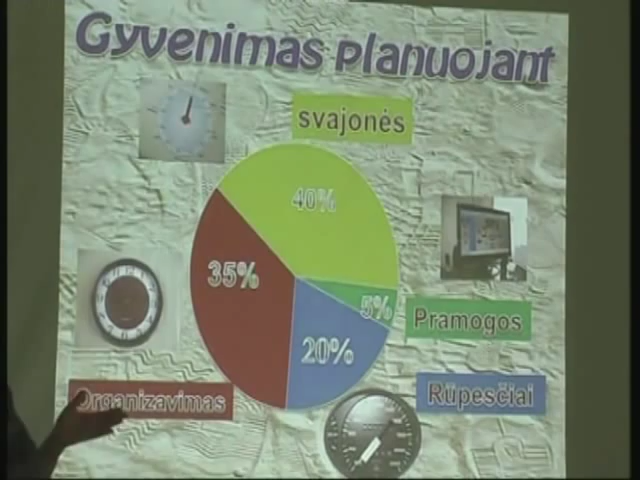 Gyvenimas planuojant
svajonės
40%
35%
5%
Pramogos
20%
Rūpesčiai
Organizavimas